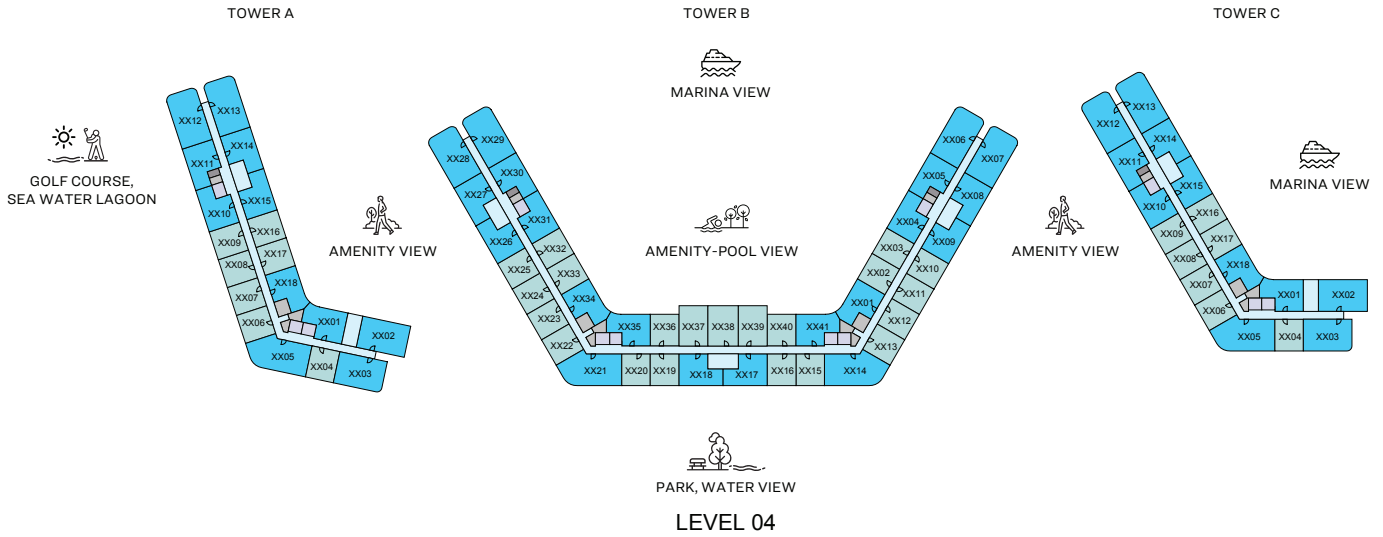 TOWER A
TOWER B
TOWER C
MARINA VIEW
GOLF COURSE,
SEA WATER LAGOON
AMENITY VIEW
AMENITY-POOL VIEW
AMENITY VIEW
MARINA VIEW
PARK, WATER VIEW
LEVEL 04
XX12
XX13
XX11
XX14
XX10
XX15
XX09
XX16
XX08
XX17
XX07
XX18
XX06
XX01
XX02
XX05
XX04
XX03
XX28
XX29
XX27
XX30
XX26
XX31
XX25
XX32
XX24
XX33
XX23
XX34
XX22
XX35
XX36
XX37
XX38
XX39
XX40
XX41
XX21
XX20
XX19
XX18
XX17
XX16
XX15
XX14
XX06
XX07
XX05
XX08
XX04
XX09
XX03
XX10
XX02
XX11
XX01
XX12
XX13
XX12
XX13
XX11
XX14
XX10
XX15
XX09
XX16
XX08
XX17
XX07
XX18
XX06
XX01
XX02
XX05
XX04
XX03